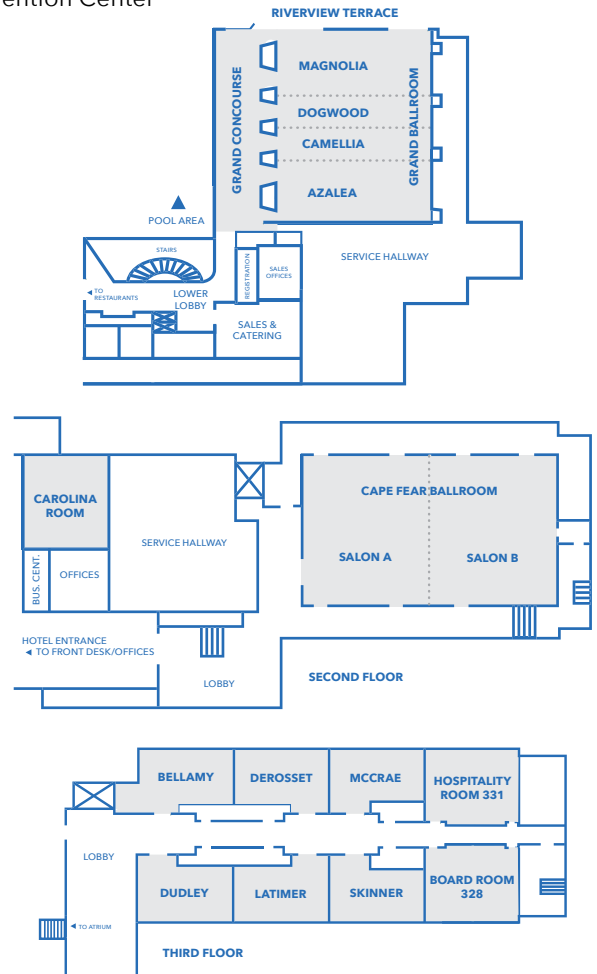 ention Center
RIVERVIEW TERRACE
GRAND CONCOURSE
MAGNOLIA
DOGWOOD
CAMELLIA
AZALEA
GRAND BALLROOM
POOL AREA
STAIRS
◄ TO
RESTAURANTS
LOWER
LOBBY
REGISTRATION
SALES
OFFICES
SERVICE HALLWAY
SALES &
CATERING
CAROLINA
ROOM
SERVICE HALLWAY
BUS. CENT.
OFFICES
CAPE FEAR BALLROOM
SALON A
SALON B
HOTEL ENTRANCE
◄ TO FRONT DESK/OFFICES
LOBBY
SECOND FLOOR
BELLAMY
DEROSSET
MCCRAE
HOSPITALITY
ROOM 331
LOBBY
DUDLEY
LATIMER
SKINNER
BOARD ROOM
328
◄ TO ATRIUM
THIRD FLOOR